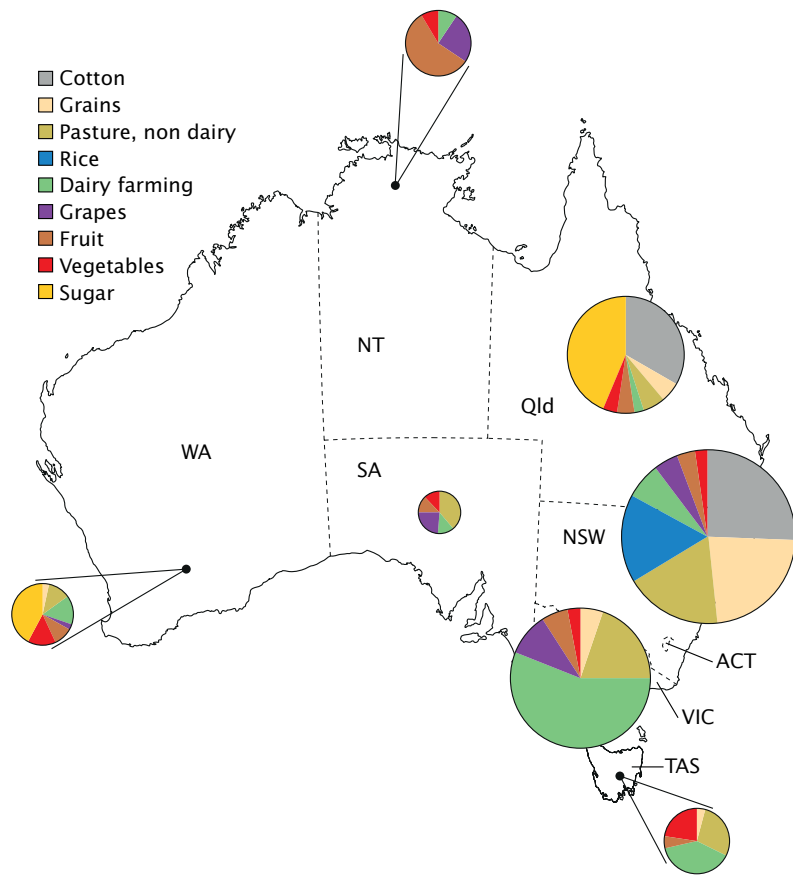 Cotton
Grains
Pasture, non dairy
Rice
Dairy farming
Grapes
Fruit
Vegetables
Sugar
NT
Qld
WA
SA
NSW
ACT
VIC
TAS